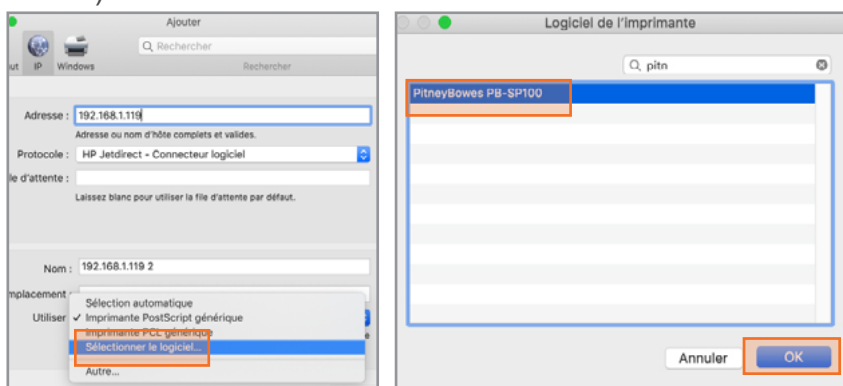 Ajouter
Rechercher
IP Windows
Rechercher
Adresse : 192.168.1.119
Adresse ou nom d'hôte complets et valides.
Protocole : HP Jetdirect - Connecteur logiciel
d'attente :
Laissez blanc pour utiliser la file d'attente par défaut.
Nom : 192.168.1.119 2
mplacement :
Sélection automatique
Utiliser ✓ Imprimante PostScript générique
Imprimante PCL générique
Sélectionner le logiciel...
Autre...
Logiciel de l'imprimante
pitn
PitneyBowes PB-SP100
Annuler OK